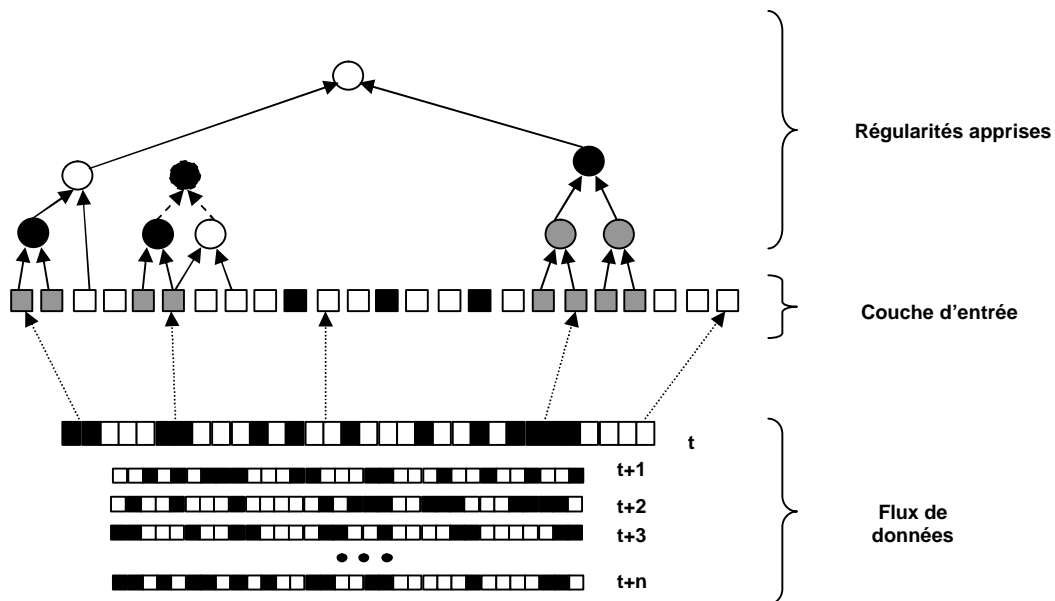 Régularités apprises
Couche d'entrée
t
t+1
t+2
t+3
t+n
Flux de
données